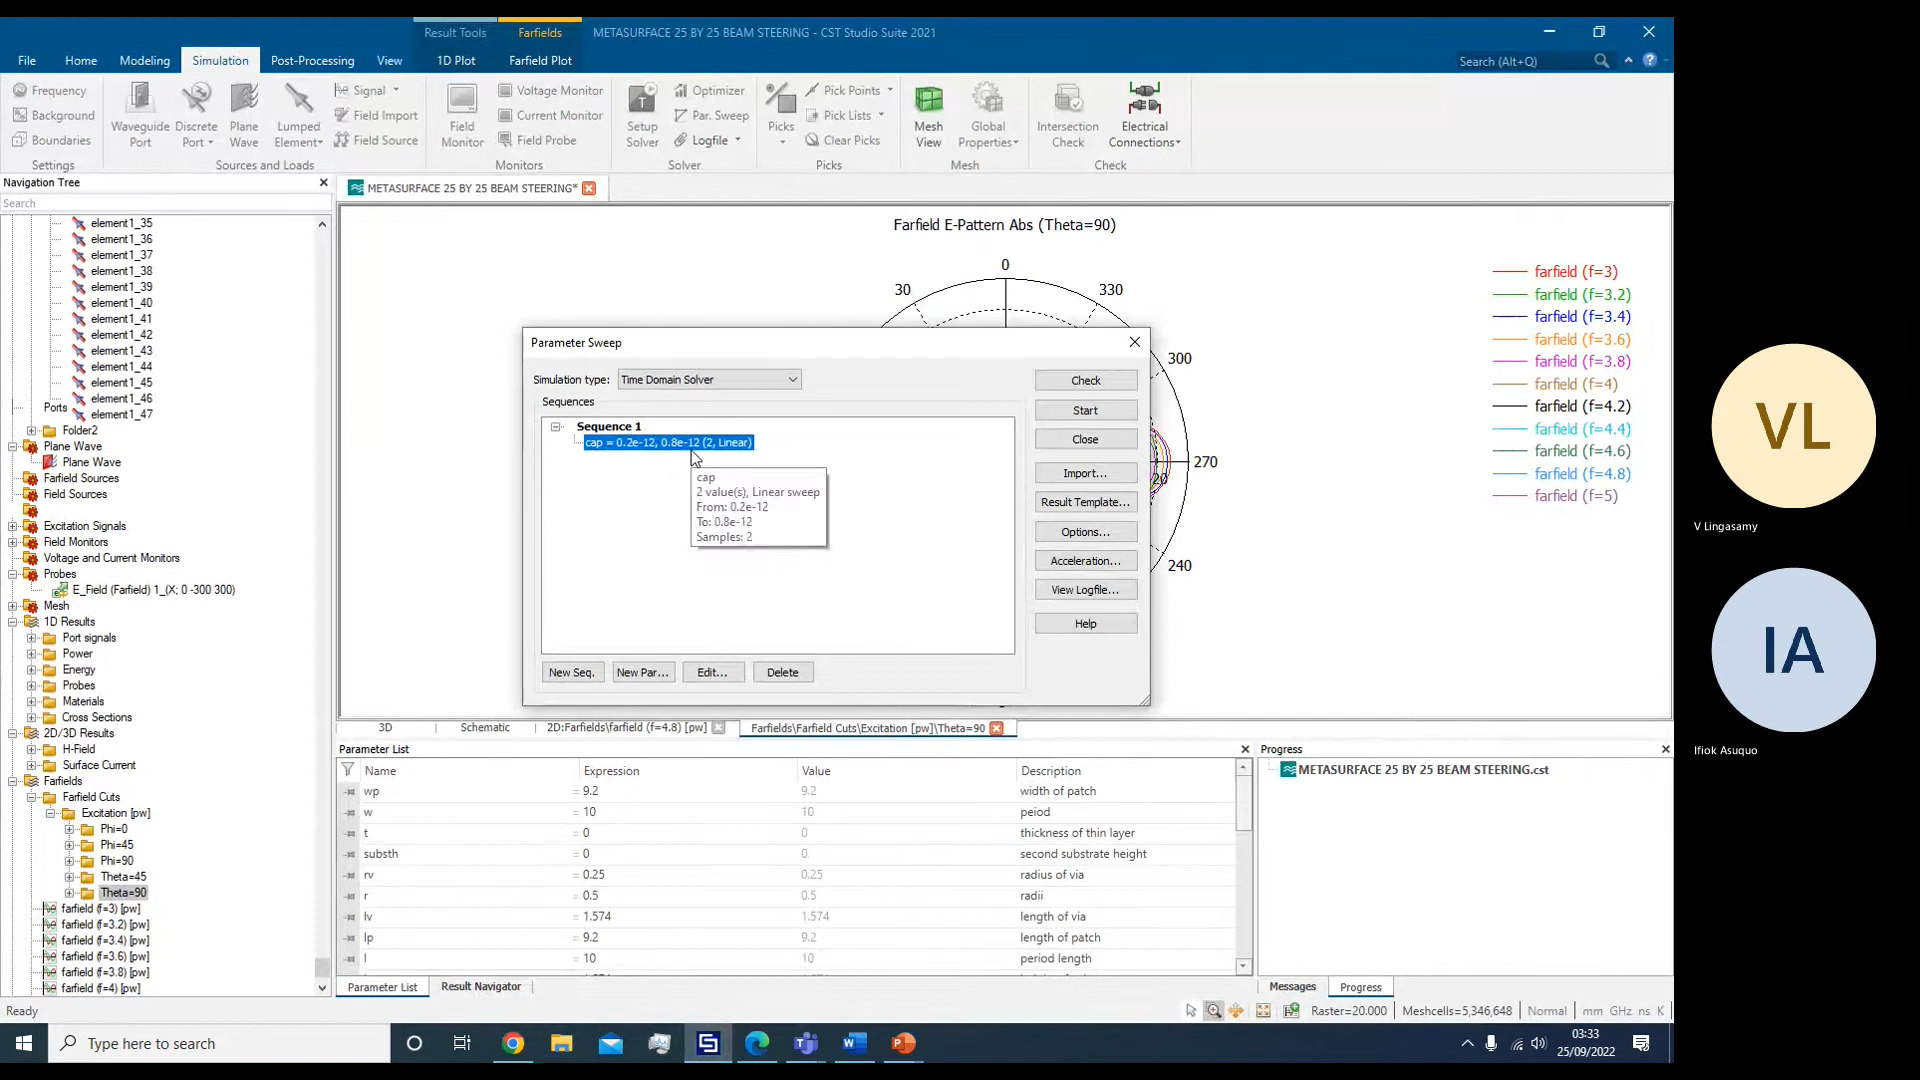 Result Tools
Farfields
METASURFACE 25 BY 25 BEAM STEERING - CST Studio Suite 2021
File
Home
Modeling
Simulation
Post-Processing
View
1D Plot
Farfield Plot
Search (Alt+Q)
Frequency
Background
Boundaries
Settings
Waveguide Port
Discrete Port
Plane Wave
Lumped Element
Signal
Field Import
Field Source
Sources and Loads
Field Monitor
Voltage Monitor
Current Monitor
Field Probe
Monitors
Setup Solver
Optimizer
Par. Sweep
Logfile
Solver
Picks
Pick Points
Pick Lists
Clear Picks
Picks
Mesh View
Global Properties
Mesh
Intersection Check
Electrical Connections
Check
Navigation Tree
Search
element1_35
element1_36
element1_37
element1_38
element1_39
element1_40
element1_41
element1_42
element1_43
element1_44
element1_45
element1_46
Ports
element1_47
Folder2
Plane Wave
Plane Wave
Farfield Sources
Field Sources
Excitation Signals
Field Monitors
Voltage and Current Monitors
Probes
E_Field (Farfield) 1_(X; 0 -300 300)
Mesh
1D Results
Port signals
Power
Energy
Probes
Materials
Cross Sections
2D/3D Results
H-Field
Surface Current
Farfields
Farfield Cuts
Excitation [pw]
Phi=0
Phi=45
Phi=90
Theta=45
Theta=90
farfield (f=3) [pw]
farfield (f=3.2) [pw]
farfield (f=3.4) [pw]
farfield (f=3.6) [pw]
farfield (f=3.8) [pw]
farfield (f=4) [pw]
METASURFACE 25 BY 25 BEAM STEERING*
Farfield E-Pattern Abs (Theta=90)
0
30
330
300
270
20
240
farfield (f=3)
farfield (f=3.2)
farfield (f=3.4)
farfield (f=3.6)
farfield (f=3.8)
farfield (f=4)
farfield (f=4.2)
farfield (f=4.4)
farfield (f=4.6)
farfield (f=4.8)
farfield (f=5)
Parameter Sweep
Simulation type:
Time Domain Solver
Sequences
Sequence 1
cap = 0.2e-12, 0.8e-12 (2, Linear)
cap
2 value(s), Linear sweep
From: 0.2e-12
To: 0.8e-12
Samples: 2
Check
Start
Close
Import...
Result Template...
Options...
Acceleration...
View Logfile...
Help
New Seq.
New Par...
Edit...
Delete
3D
Schematic
2D:Farfields\farfield (f=4.8) [pw]
Farfields\Farfield Cuts\Excitation [pw]\Theta=90
Parameter List
Name
Expression
Value
Description
wp = 9.2 9.2 width of patch
w = 10 10 peiod
t = 0 0 thickness of thin layer
substh = 0 0 second substrate height
rv = 0.25 0.25 radius of via
r = 0.5 0.5 radii
lv = 1.574 1.574 length of via
lp = 9.2 9.2 length of patch
l = 10 10 period length
Parameter List
Result Navigator
Progress
METASURFACE 25 BY 25 BEAM STEERING.cst
Messages
Progress
Ready
Raster=20.000
Meshcells=5,346,648
Normal
mm GHz ns K
Type here to search
03:33
25/09/2022
VL
V Lingasamy
IA
Ifiok Asuquo